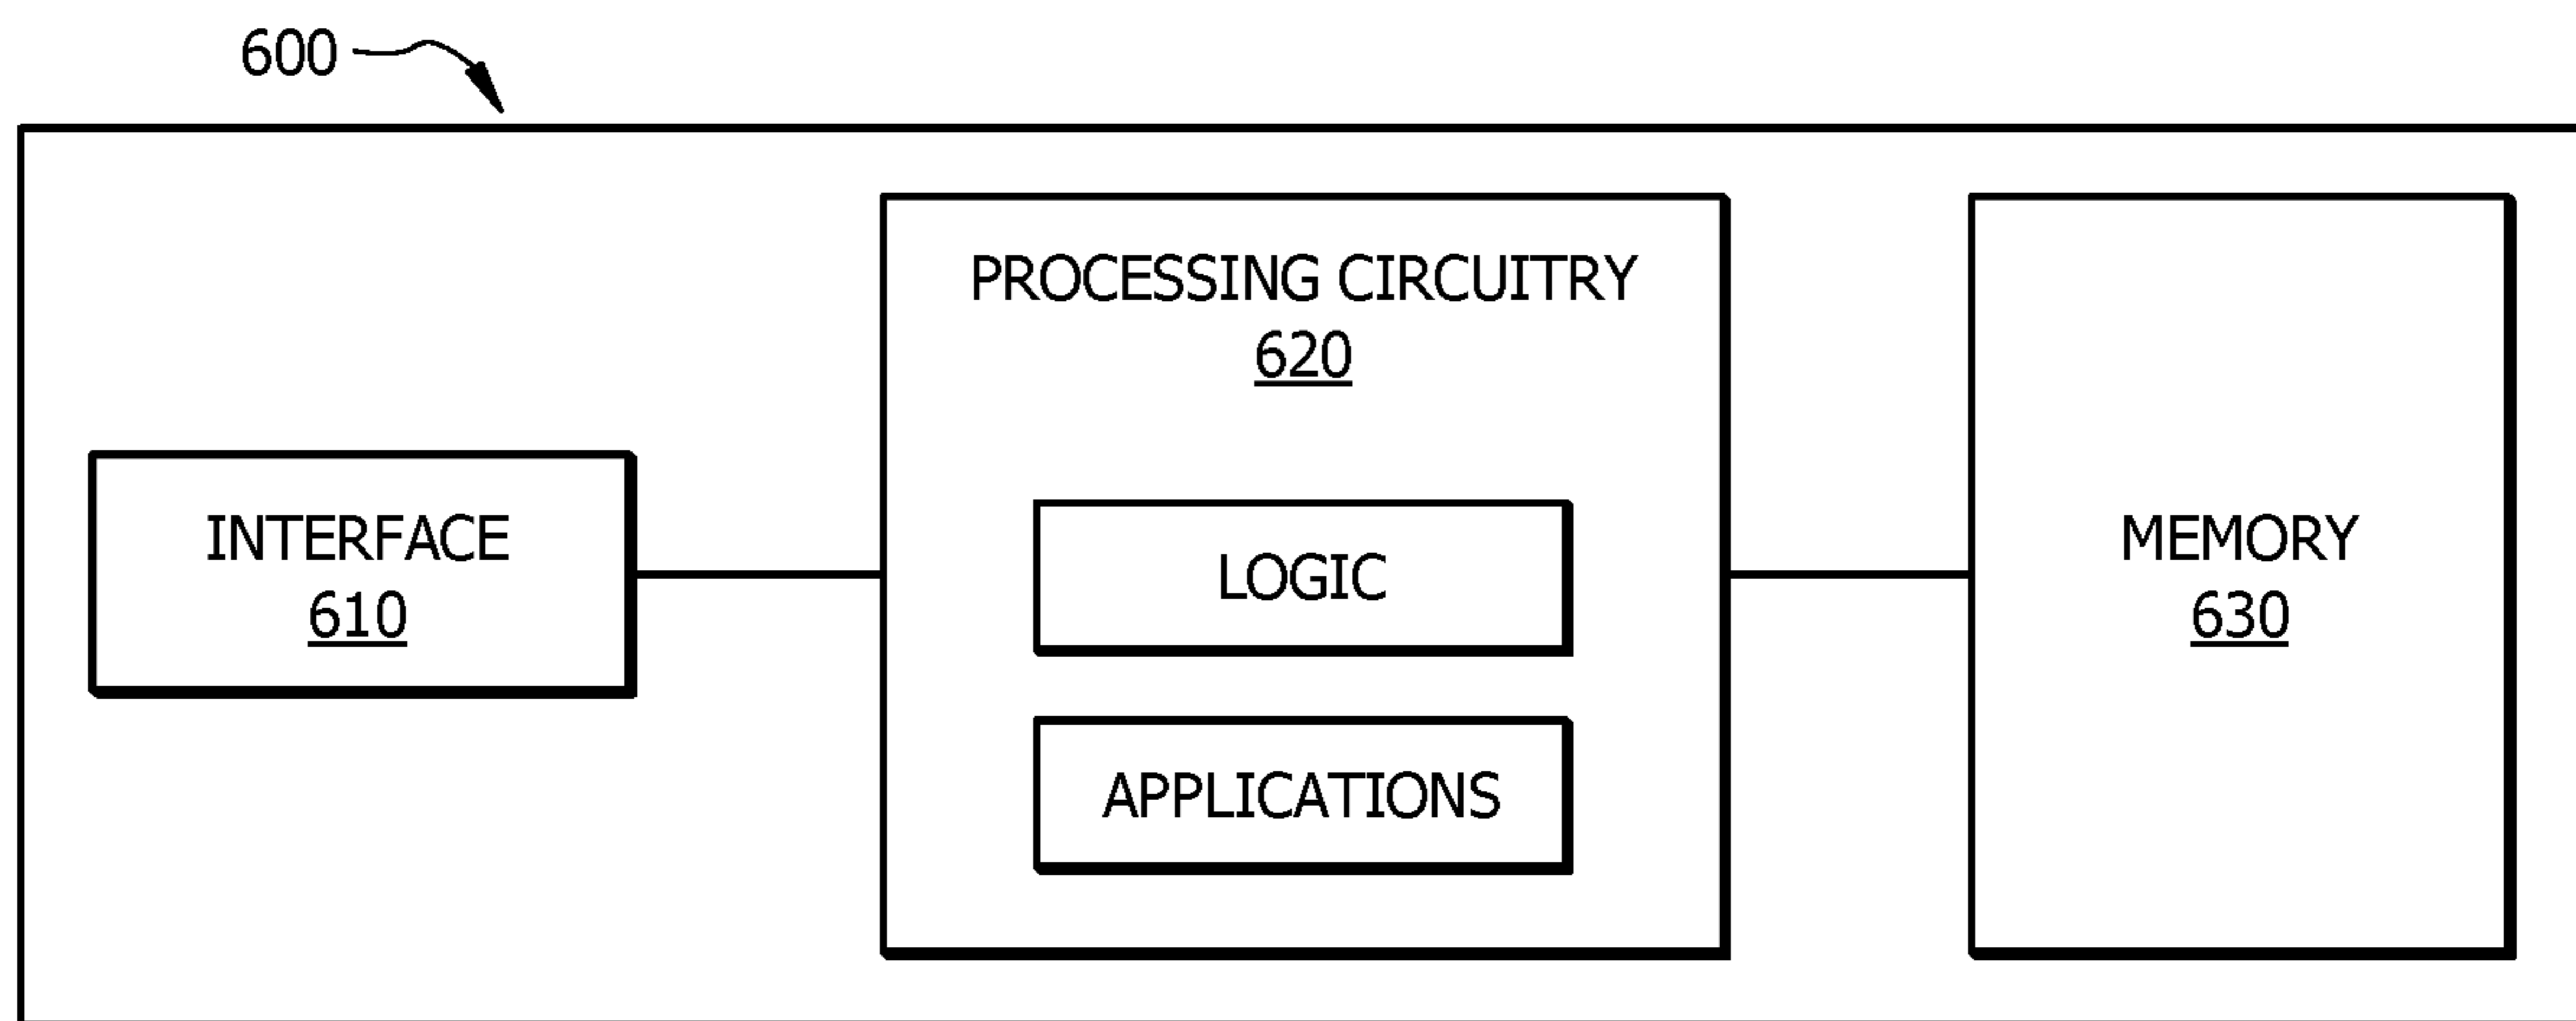 600
PROCESSING CIRCUITRY
620
INTERFACE
610
LOGIC
APPLICATIONS
MEMORY
630